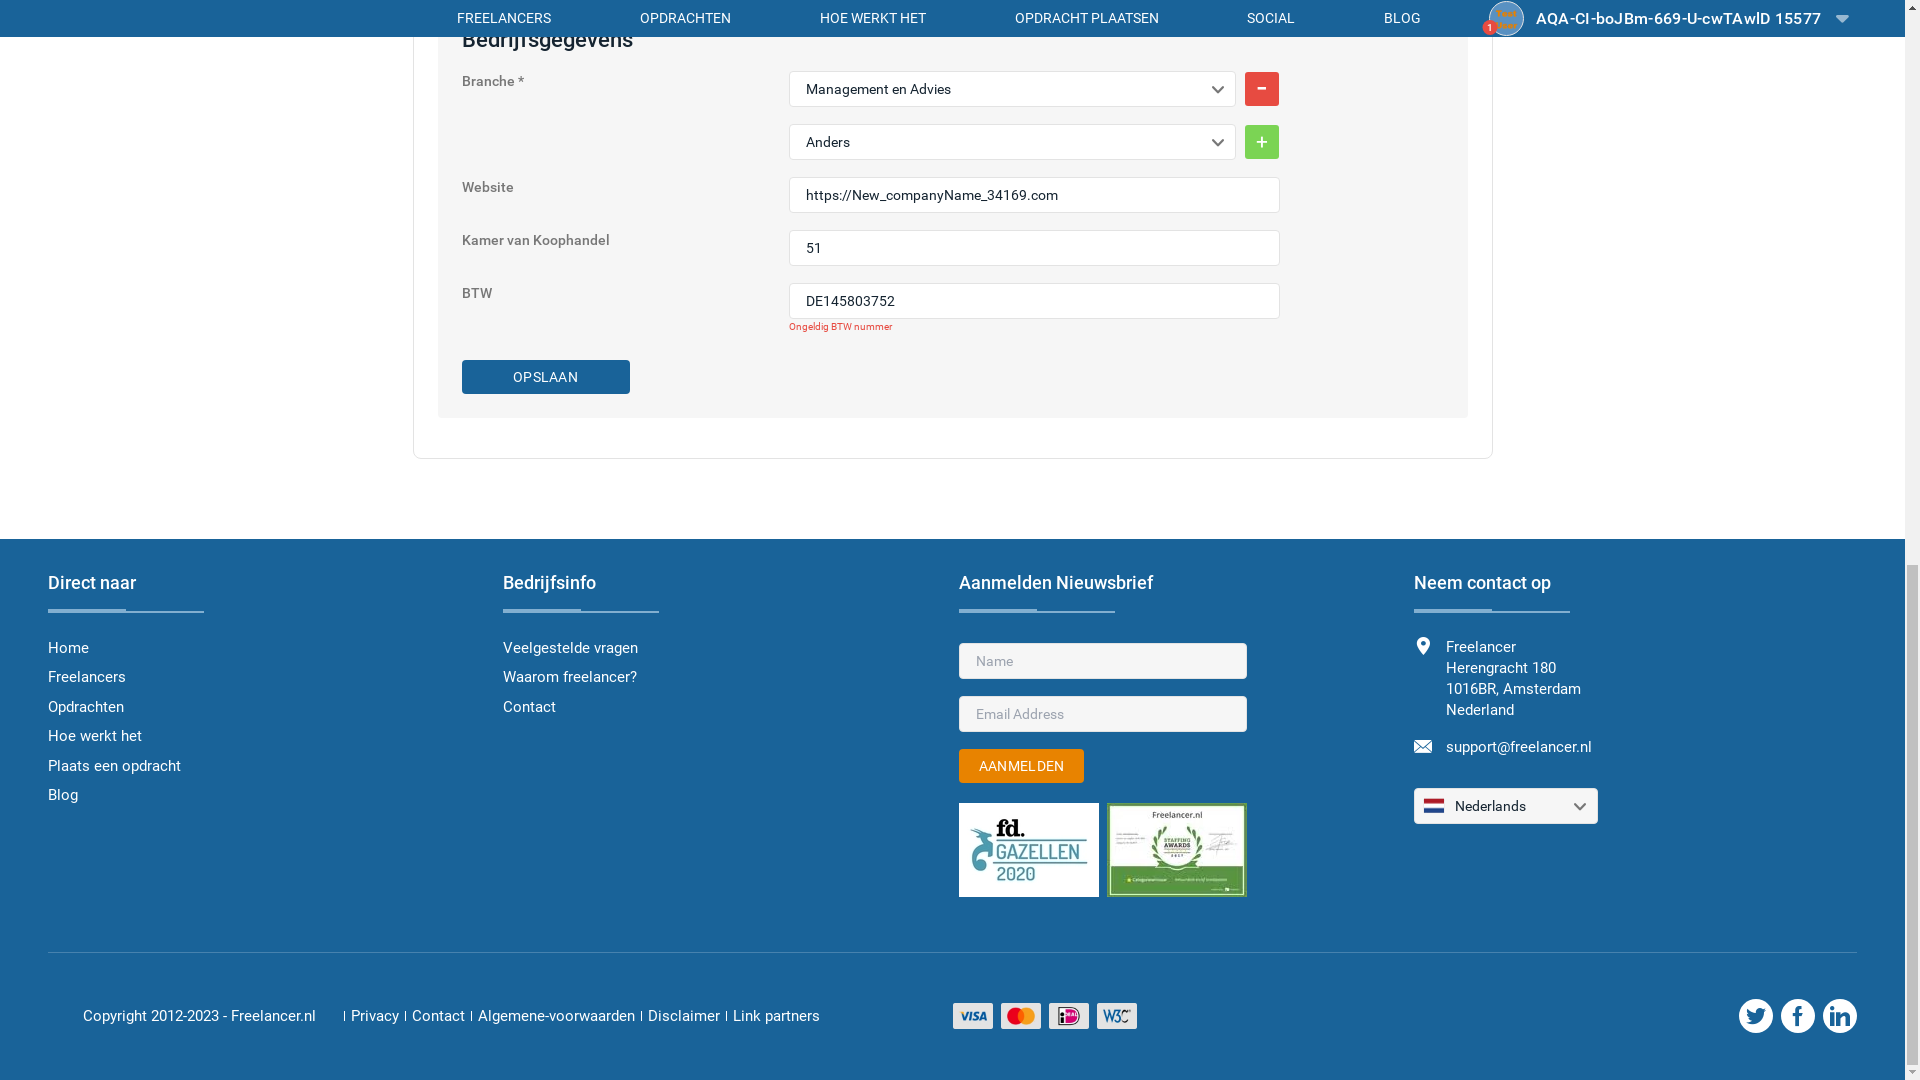 FREELANCERS OPDRACHTEN HOE WERKT HET OPDRACHT PLAATSEN SOCIAL BLOG 1 AQA-CI-boJBm-669-U-cwTAwlD 15577
Bedrijfsgegevens
Branche *
Management en Advies
-
Anders
+
Website
https://New_companyName_34169.com
Kamer van Koophandel
51
BTW
DE145803752
Ongeldig BTW nummer
OPSLAAN
Direct naar
Home
Freelancers
Opdrachten
Hoe werkt het
Plaats een opdracht
Blog
Bedrijfsinfo
Veelgestelde vragen
Waarom freelancer?
Contact
Aanmelden Nieuwsbrief
Name
Email Address
AANMELDEN
fd.
GAZELLEN
2020
Freelancer.nl
STAFFING
AWARDS
2017
Neem contact op
Freelancer
Herengracht 180
1016BR, Amsterdam
Nederland
support@freelancer.nl
Nederlands
Copyright 2012-2023 - Freelancer.nl | Privacy | Contact | Algemene-voorwaarden | Disclaimer | Link partners
VISA iDEAL W3C